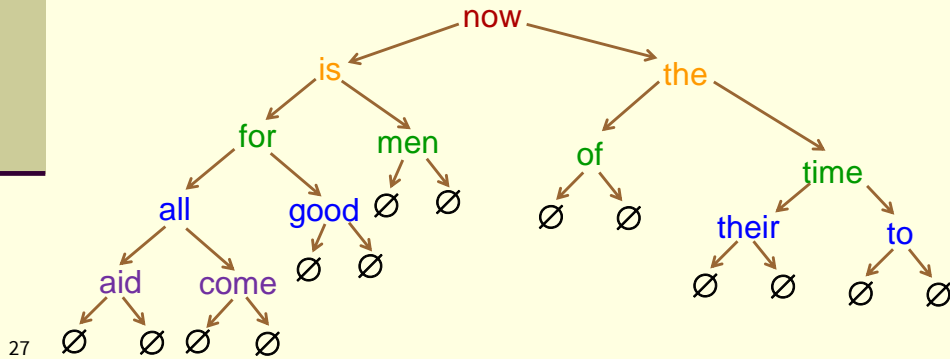 now
is the
for men of time
all good ∅ ∅ ∅ ∅ their to
aid come ∅ ∅ ∅ ∅ ∅ ∅
∅ ∅ ∅ ∅
27